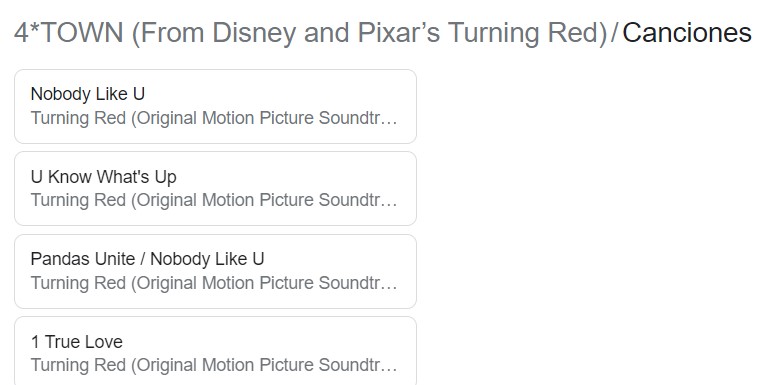 4*TOWN (From Disney and Pixar’s Turning Red)/Canciones
Nobody Like U
Turning Red (Original Motion Picture Soundtr…
U Know What's Up
Turning Red (Original Motion Picture Soundtr…
Pandas Unite / Nobody Like U
Turning Red (Original Motion Picture Soundtr…
1 True Love
Turning Red (Original Motion Picture Soundtr…